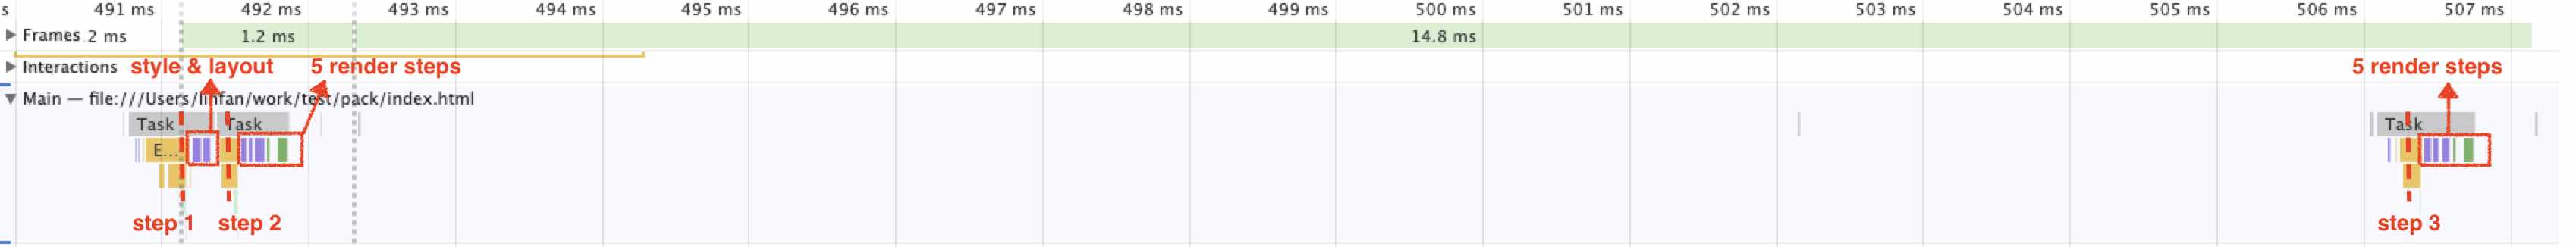 s 491 ms 492 ms 493 ms 494 ms 495 ms 496 ms 497 ms 498 ms 499 ms 500 ms 501 ms 502 ms 503 ms 504 ms 505 ms 506 ms 507 ms
Frames 2 ms 1.2 ms 14.8 ms
Interactions style & layout 5 render steps 5 render steps
Main — file:///Users/linfan/work/test/pack/index.html
Task Task Task
E...
step 1 step 2 step 3